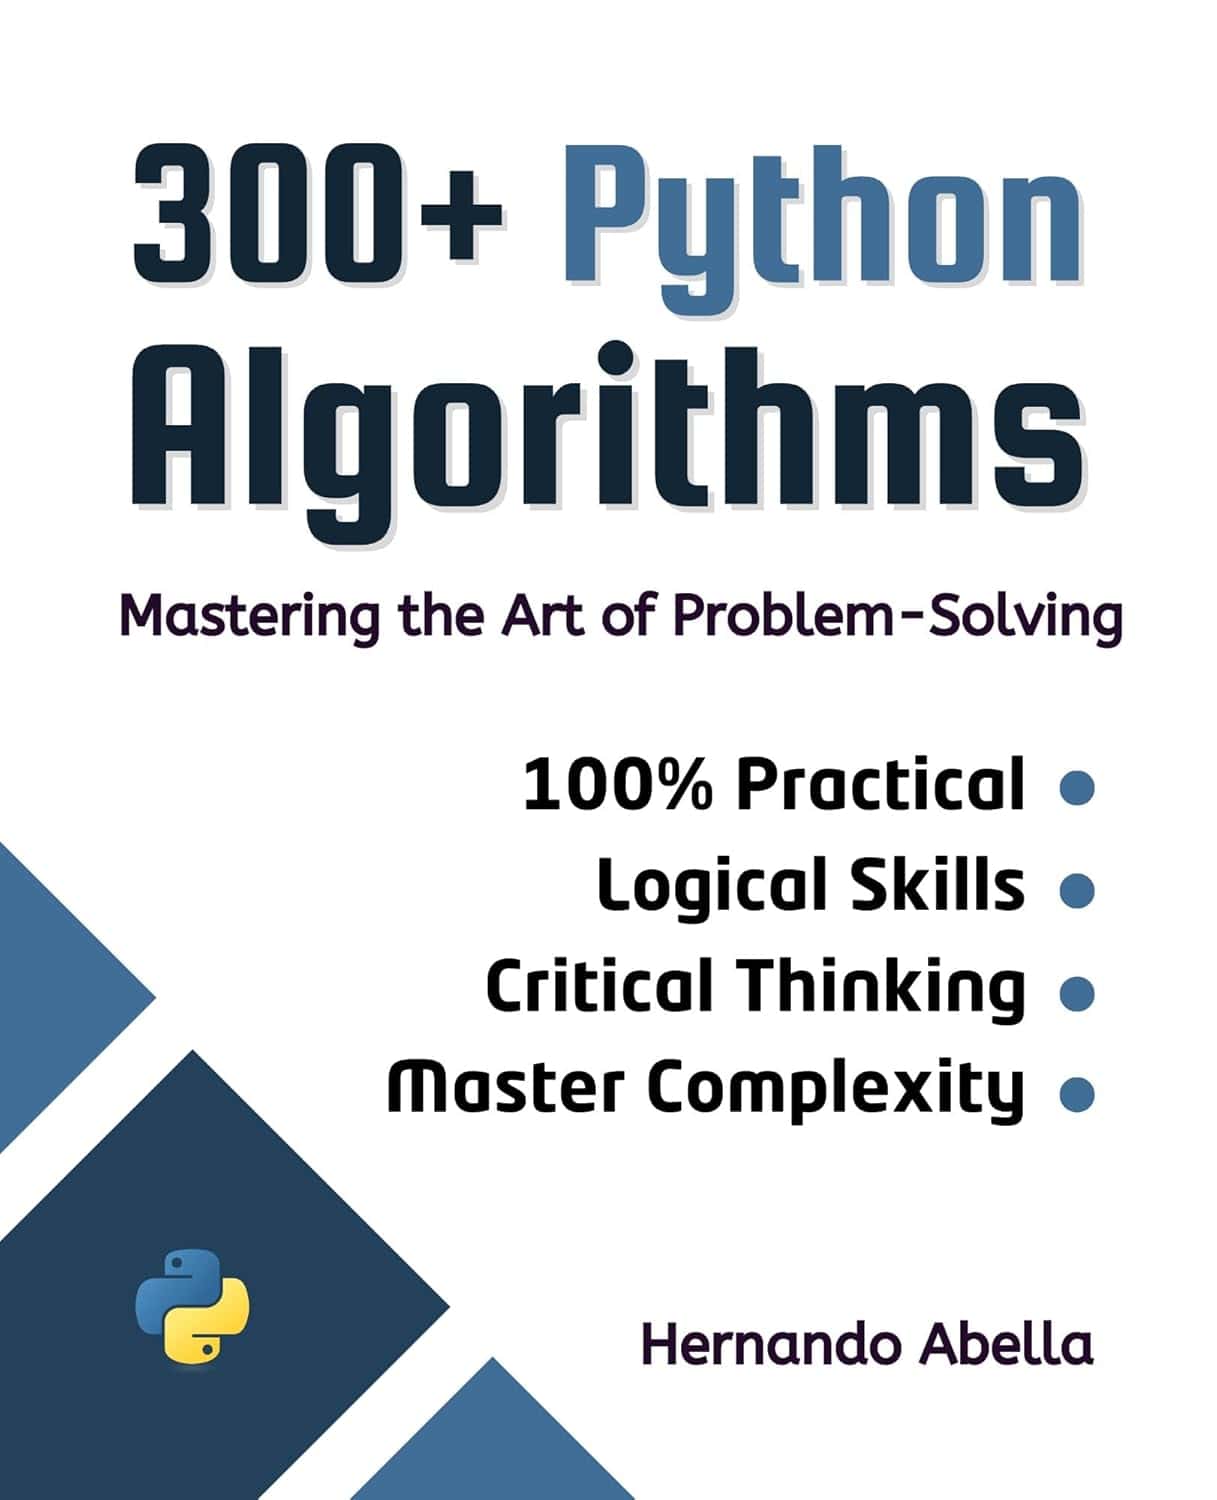 300+ Python
Algorithms
Mastering the Art of Problem-Solving
100% Practical
Logical Skills
Critical Thinking
Master Complexity
Hernando Abella